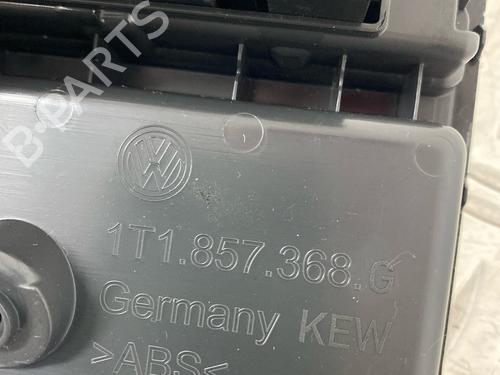 B-PARTS
1T1.857.368.G
Germany KEW
>ABS<